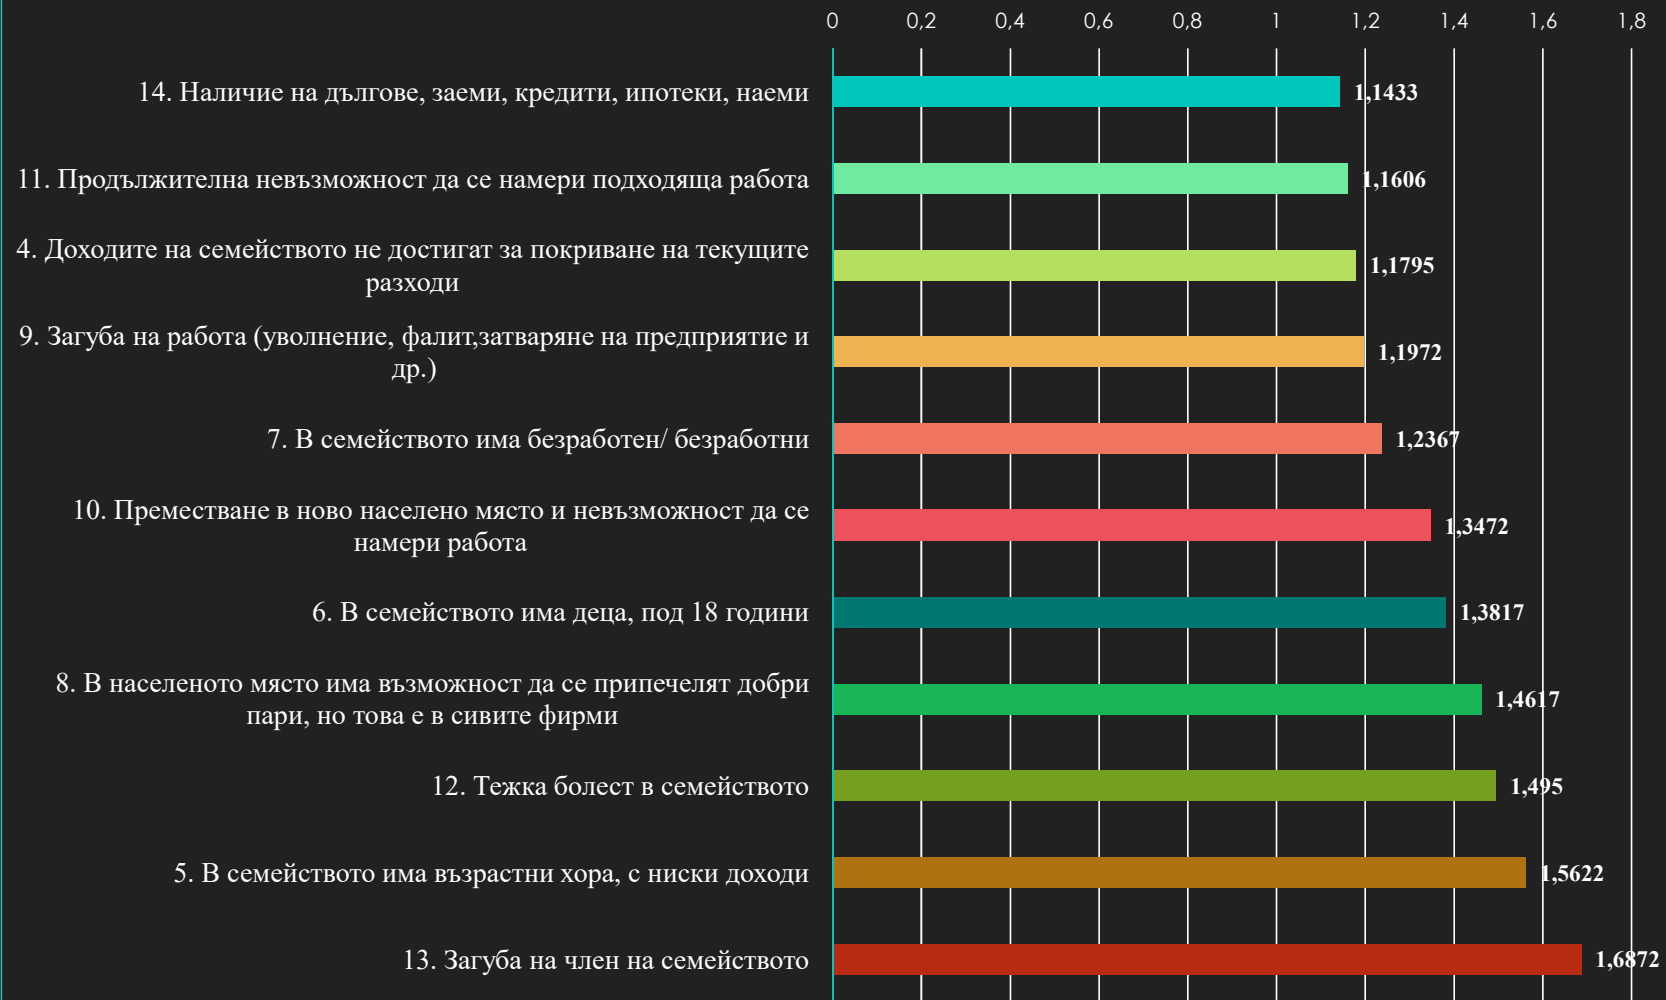 0 0,2 0,4 0,6 0,8 1 1,2 1,4 1,6 1,8
14. Наличие на дългове, заеми, кредити, ипотеки, наеми 1,1433
11. Продължителна невъзможност да се намери подходяща работа 1,1606
4. Доходите на семейството не достигат за покриване на текущите
разходи
1,1795
9. Загуба на работа (уволнение, фалит,затваряне на предприятие и
др.)
1,1972
7. В семейството има безработен/ безработни 1,2367
10. Преместване в ново населено място и невъзможност да се
намери работа
1,3472
6. В семейството има деца, под 18 години 1,3817
8. В населеното място има възможност да се припечелят добри
пари, но това е в сивите фирми
1,4617
12. Тежка болест в семейството 1,495
5. В семейството има възрастни хора, с ниски доходи 1,5622
13. Загуба на член на семейството 1,6872